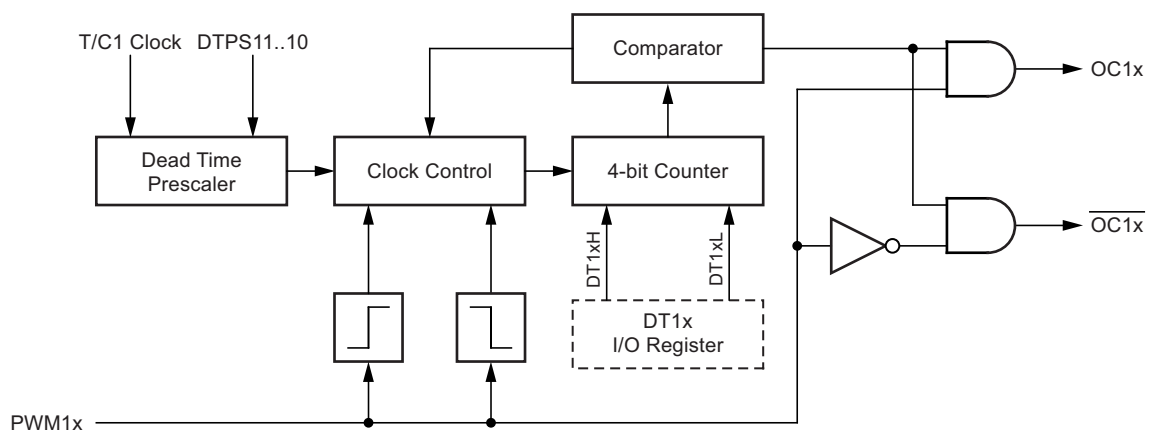 T/C1 Clock
DTPS11..10
Comparator
OC1x
Dead Time
Prescaler
Clock Control
4-bit Counter
OC1x
DT1xH
DT1xL
DT1x
I/O Register
PWM1x